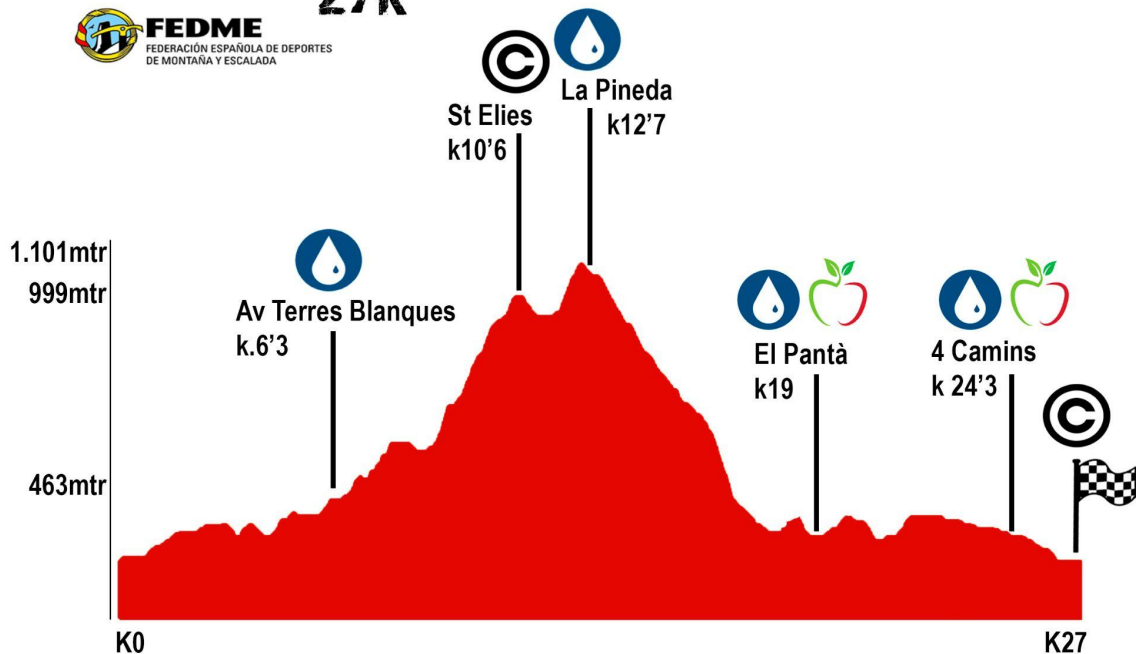 27K
FEDME
FEDERACIÓN ESPAÑOLA DE DEPORTES
DE MONTAÑA Y ESCALADA
C
La Pineda
k12'7
St Elies
k10'6
1.101mtr
999mtr
Av Terres Blanques
k.6'3
El Pantà
k19
4 Camins
k 24'3
C
463mtr
K0
K27